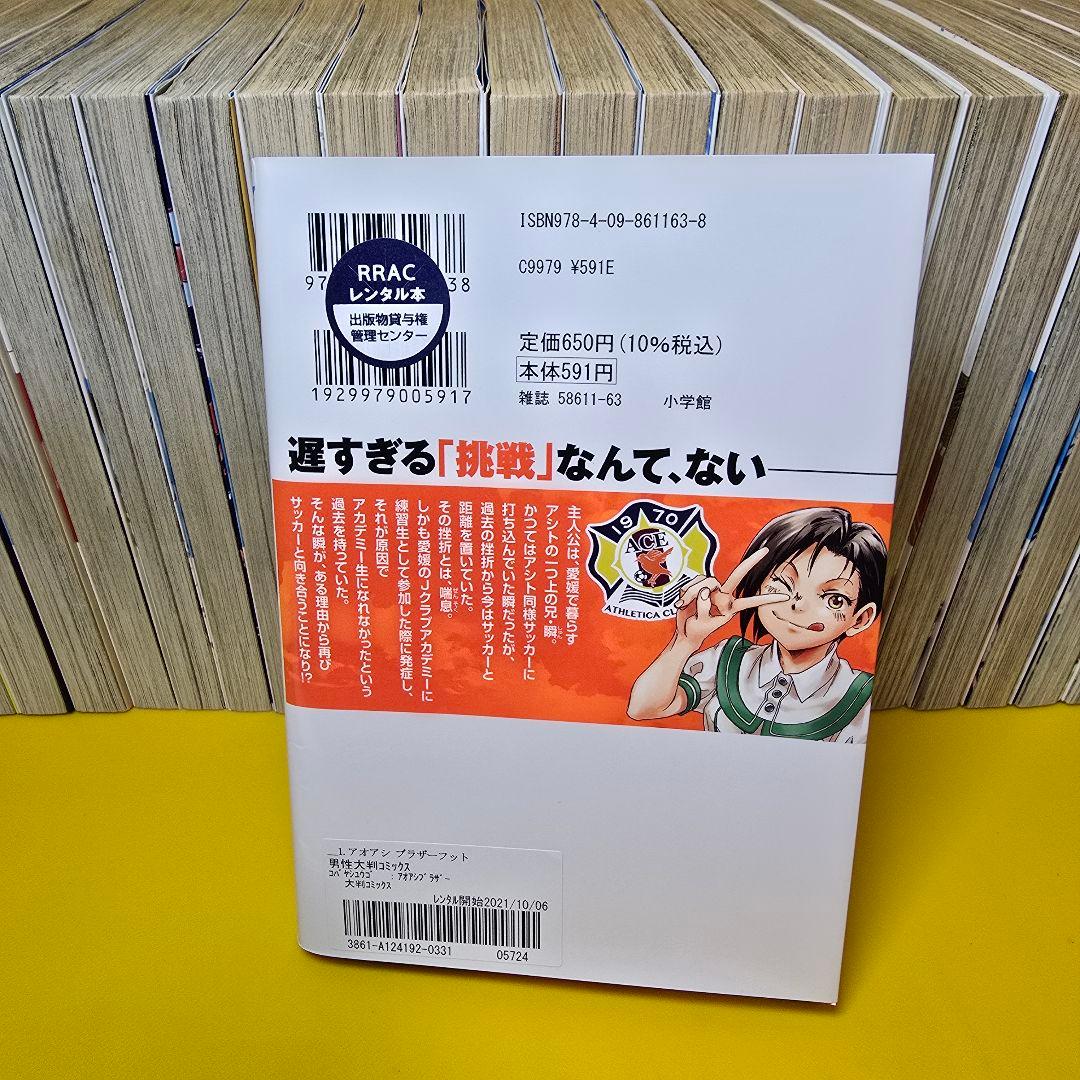 ISBN978-4-09-861163-8
C9979 ¥591E
97
38
RRAC
レンタル本
出版物貸与権
管理センター
1929979005917
定価650円(10%税込)
本体591円
雑誌 58611-63
小学館
遅すぎる「挑戦」なんて、ない
主人公は、愛媛で暮らす
アシトの一つ上の兄・瞬。
かつてはアシト同様サッカーに
打ち込んでいた瞬だったが、
過去の挫折から今はサッカーと
距離を置いていた。
その挫折とは、喘息。
しかも愛媛のJクラブアカデミーに
練習生として参加した際に発症し、
それが原因で
アカデミー生になれなかったという
過去を持っていた。
そんな瞬が、ある理由から再び
サッカーと向き合うことになり!?
1970
ACE
ATHLETICA CLU
__1.アオアシ ブラザーフット
男性大判コミックス
コバヤシユウゴ :アオアシブラザー
大判コミックス
レンタル開始2021/10/06
3861-A124192-0331
05724